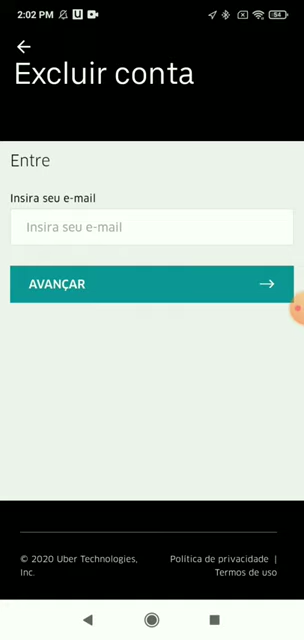 2:02 PM
54
Excluir conta
Entre
Insira seu e-mail
Insira seu e-mail
AVANÇAR
© 2020 Uber Technologies, Inc.
Política de privacidade |
Termos de uso